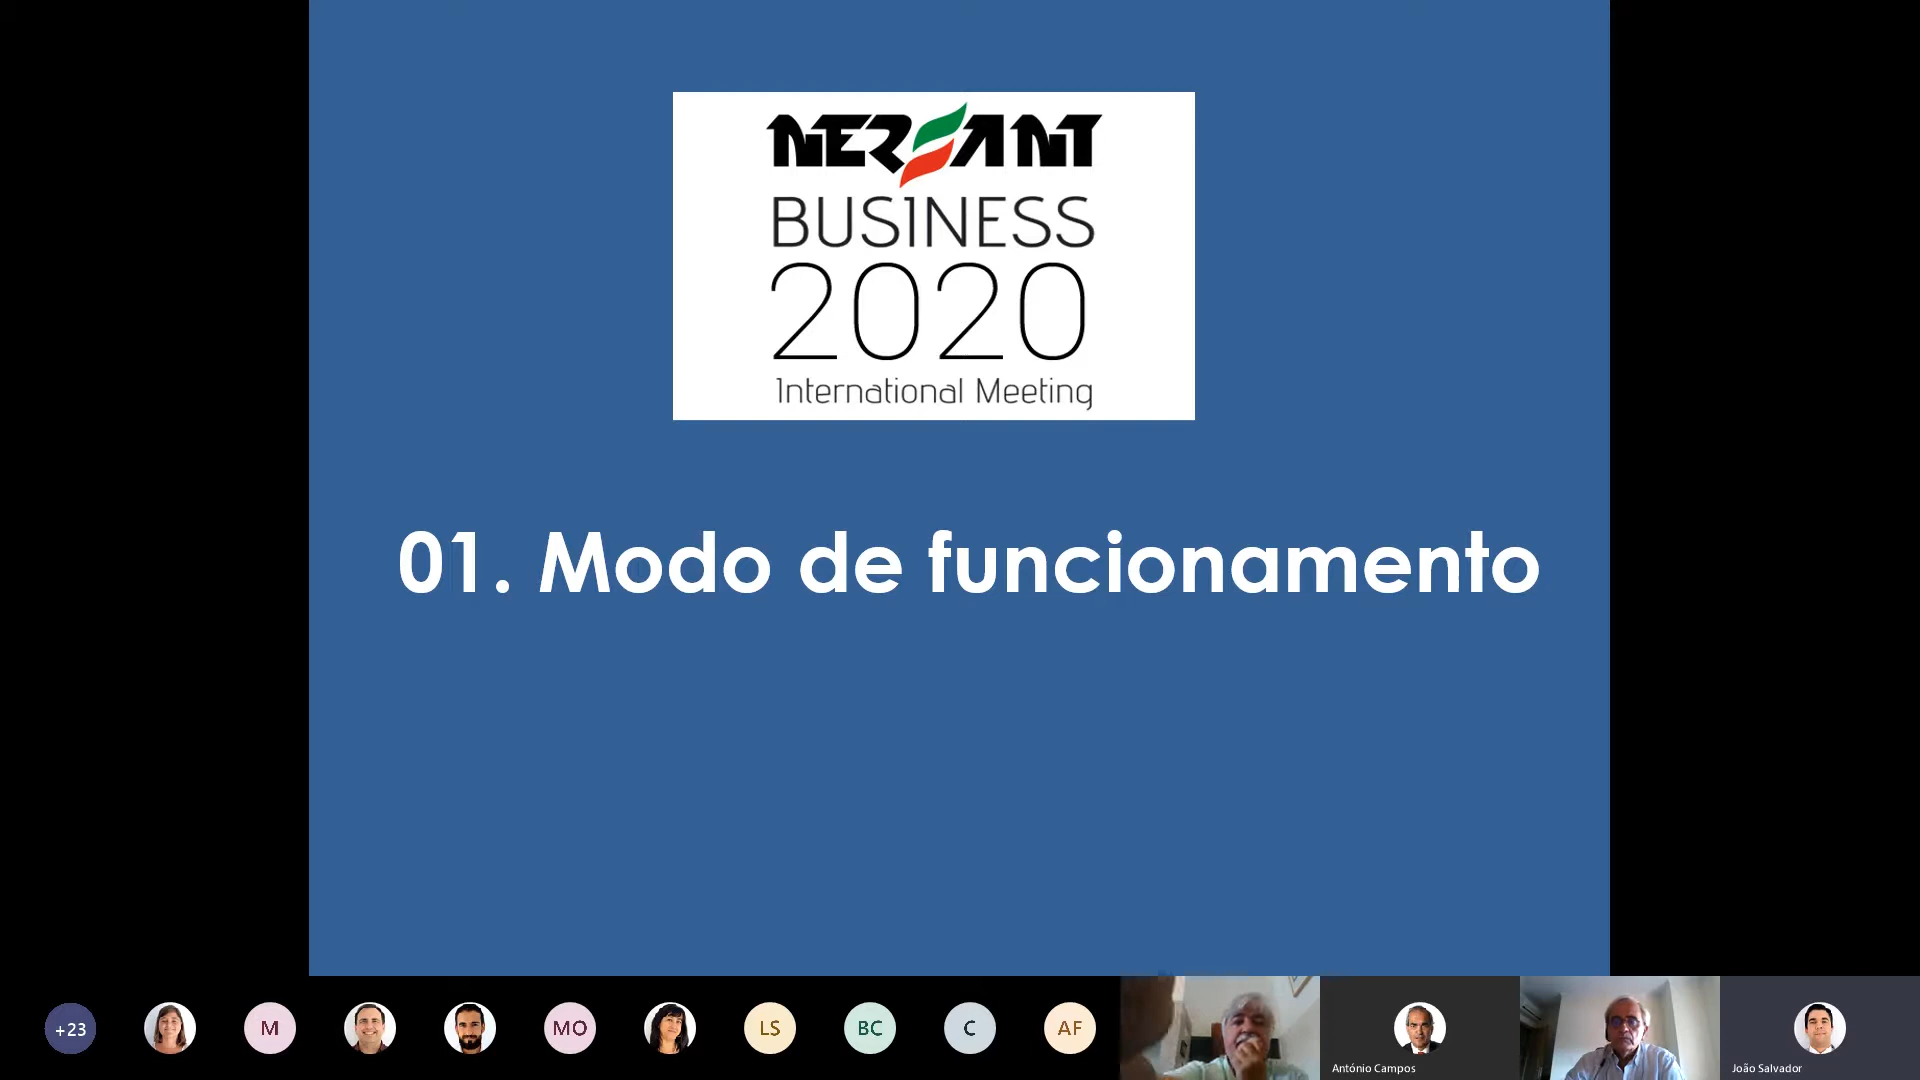 NERSANT
BUSINESS
2020
International Meeting
01. Modo de funcionamento
+23
M
MO
LS
BC
C
AF
António Campos
João Salvador